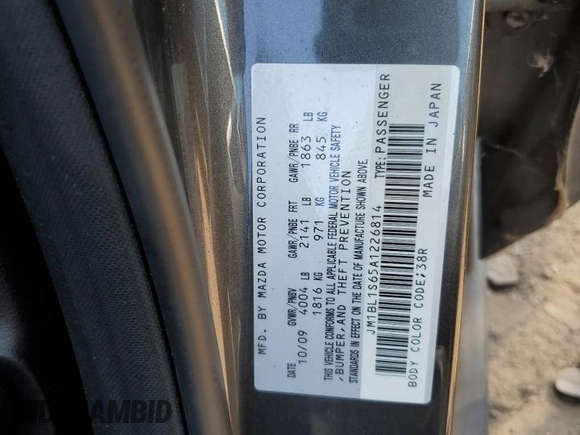 MFD. BY MAZDA MOTOR CORPORATION
DATE GVWR/PNBV GAWR/PNBE FRT GAWR/PNBE RR
10/09 4004 LB 2141 LB 1863 LB
1816 KG 971 KG 845 KG
THIS VEHICLE CONFORMS TO ALL APPLICABLE FEDERAL MOTOR VEHICLE SAFETY
,BUMPER,AND THEFT PREVENTION
STANDARDS IN EFFECT ON THE DATE OF MANUFACTURE SHOWN ABOVE.
JM1BL1S65A1226814 TYPE:PASSENGER
BODY COLOR CODE;38R MADE IN JAPAN